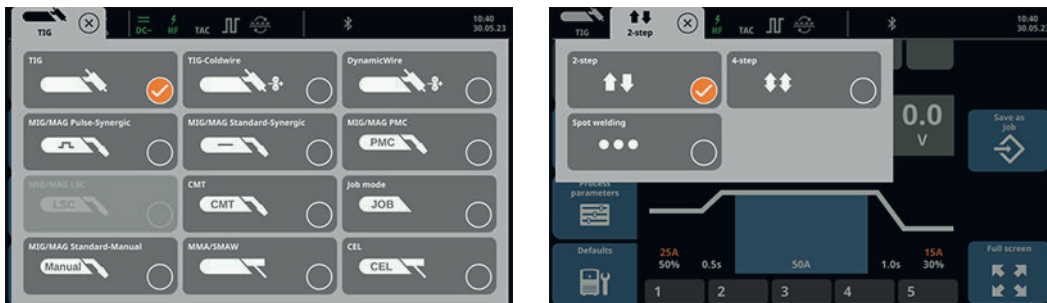 TIG
DC–
HF
TAC
10:40
30.05.23
TIG
TIG-Coldwire
DynamicWire
MIG/MAG Pulse-Synergic
MIG/MAG Standard-Synergic
MIG/MAG PMC
PMC
MIG/MAG LSC
LSC
CMT
CMT
Job mode
JOB
MIG/MAG Standard-Manual
Manual
MMA/SMAW
CEL
CEL
TIG
2-step
HF
TAC
10:40
30.05.2
2-step
4-step
Spot welding
0.0
V
Save as
Job
Process
parameters
Defaults
25A
50%
0.5s
50A
1.0s
15A
30%
Full screen
1
2
3
4
5